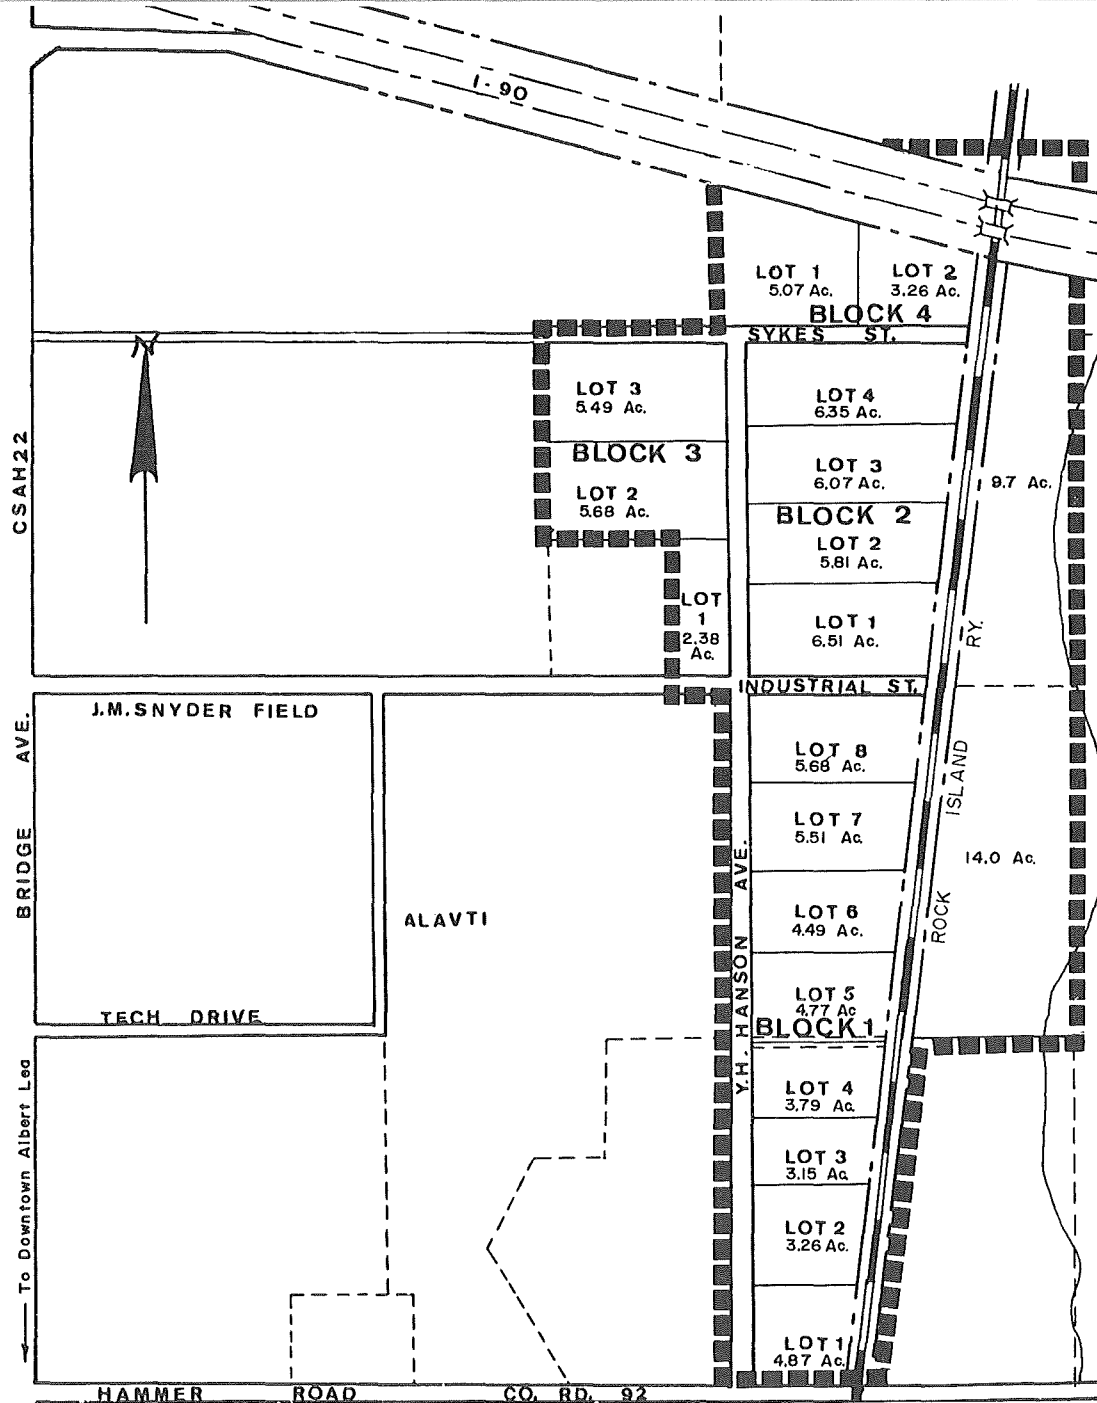 I-90
LOT 1
5.07 Ac.
LOT 2
3.26 Ac.
BLOCK 4
SYKES ST.
N
LOT 3
5.49 Ac.
BLOCK 3
LOT 2
5.68 Ac.
LOT
1
2.38
Ac.
LOT 4
6.35 Ac.
LOT 3
6.07 Ac.
BLOCK 2
LOT 2
5.81 Ac.
LOT 1
6.51 Ac.
9.7 Ac.
CSAH22
INDUSTRIAL ST.
J.M. SNYDER FIELD
BRIDGE AVE.
ALAVTI
TECH DRIVE
Y.H. HANSON AVE.
LOT 8
5.68 Ac.
LOT 7
5.51 Ac.
LOT 6
4.49 Ac.
LOT 5
4.77 Ac
BLOCK 1
LOT 4
3.79 Ac.
LOT 3
3.15 Ac.
LOT 2
3.26 Ac.
LOT 1
4.87 Ac.
ROCK ISLAND RY.
14.0 Ac.
To Downtown Albert Lea
HAMMER ROAD CO. RD. 92